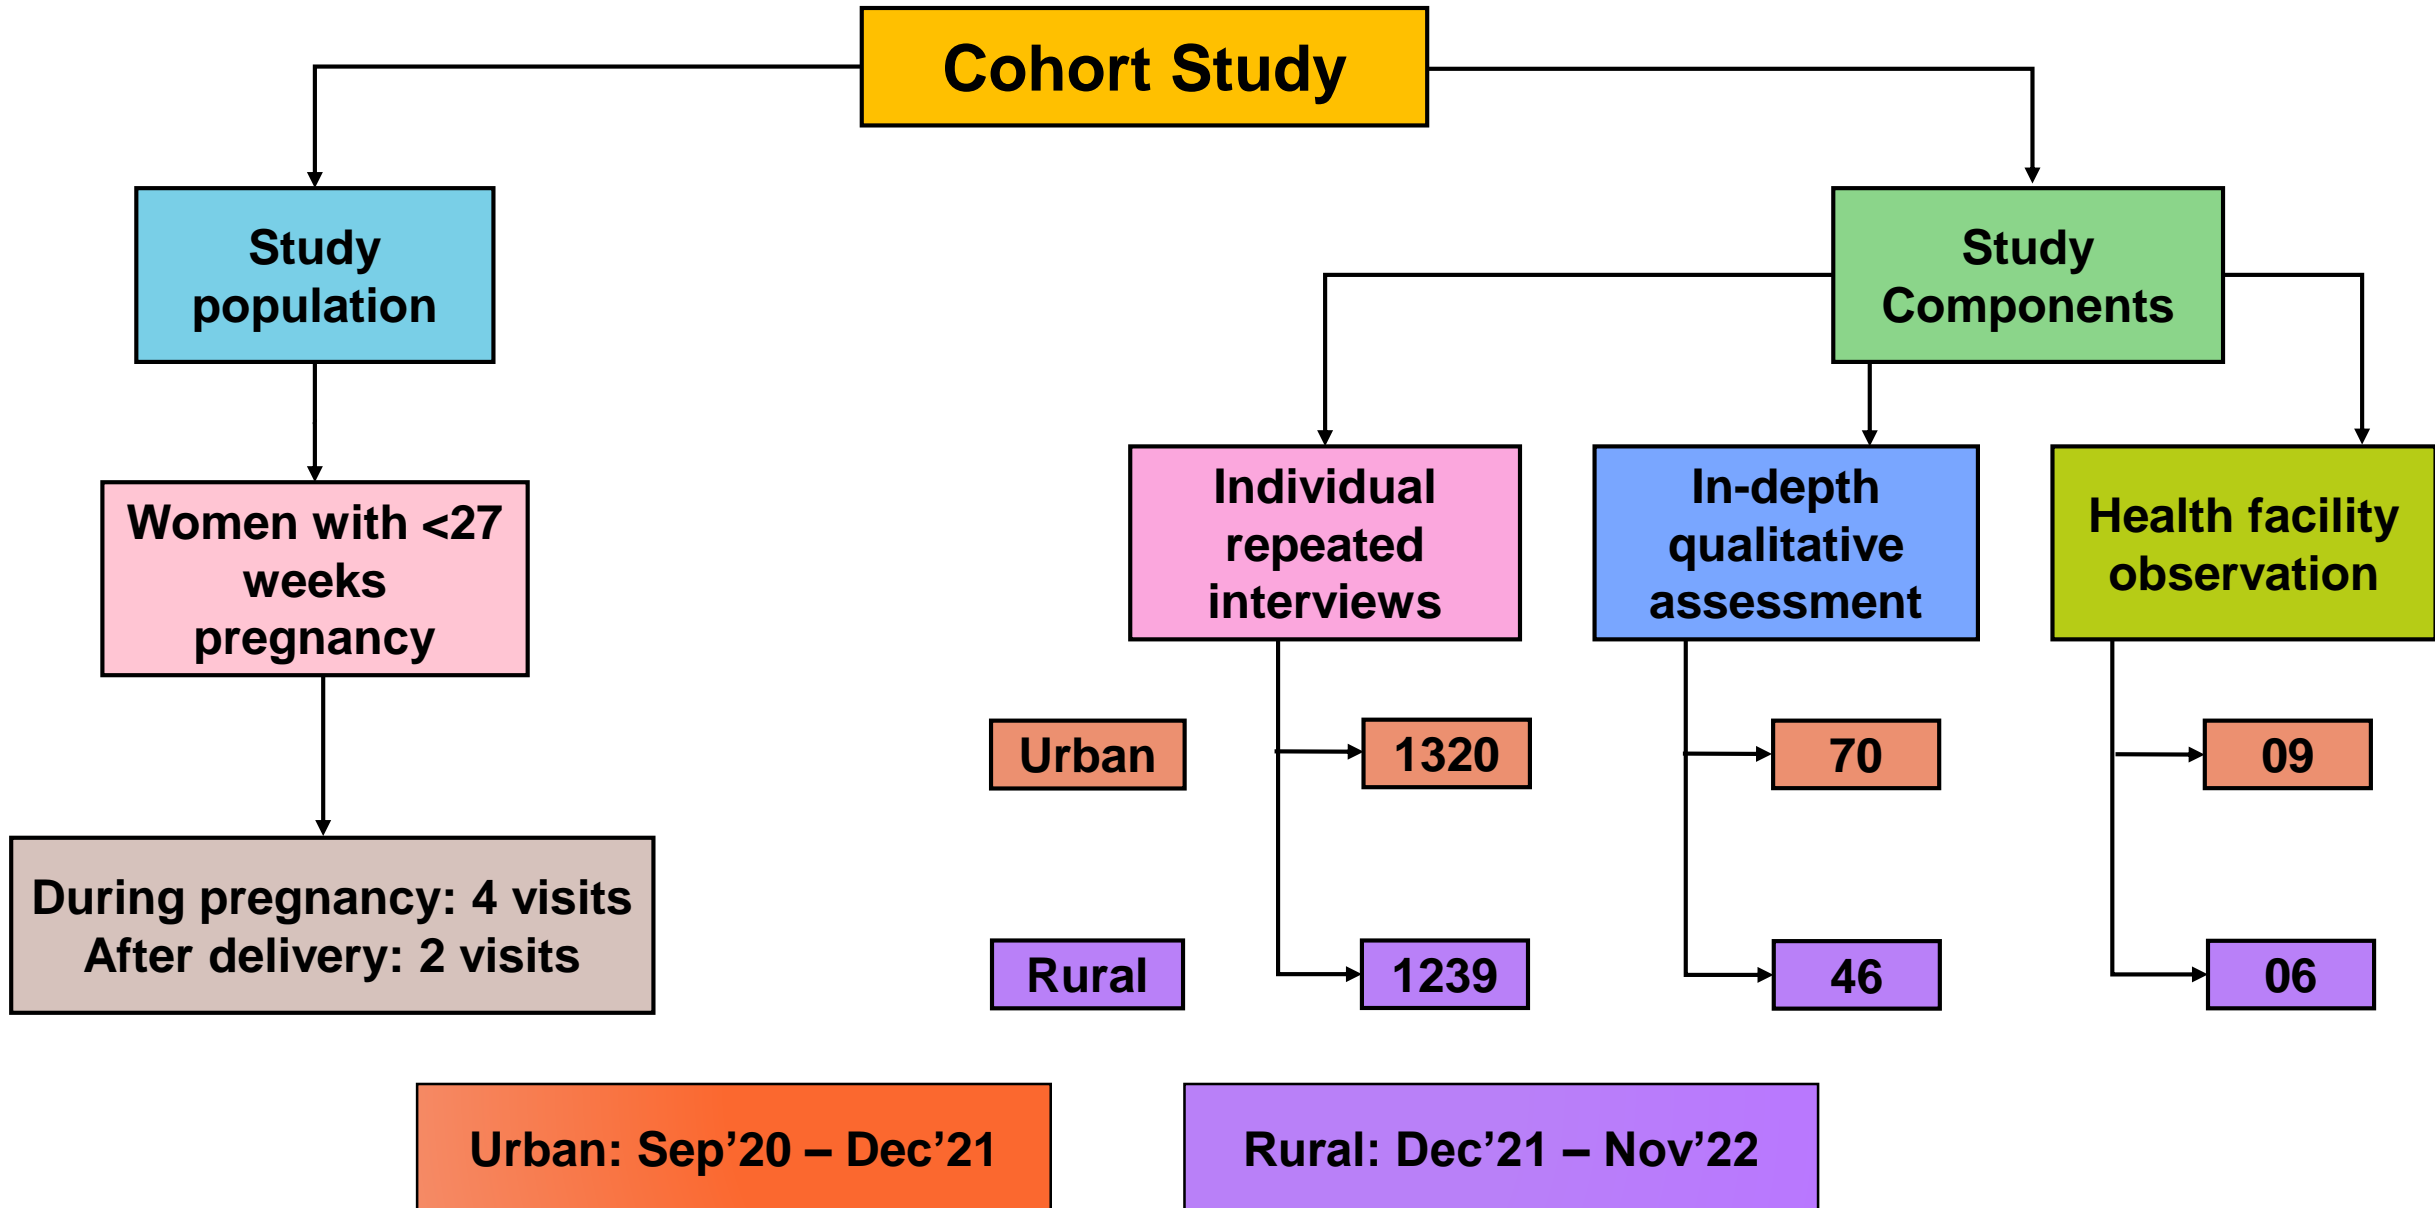 Cohort Study
Study
population
Study
Components
Women with <27
weeks
pregnancy
Individual
repeated
interviews
In-depth
qualitative
assessment
Health facility
observation
Urban
1320
70
09
During pregnancy: 4 visits
After delivery: 2 visits
Rural
1239
46
06
Urban: Sep’20 – Dec’21
Rural: Dec’21 – Nov’22